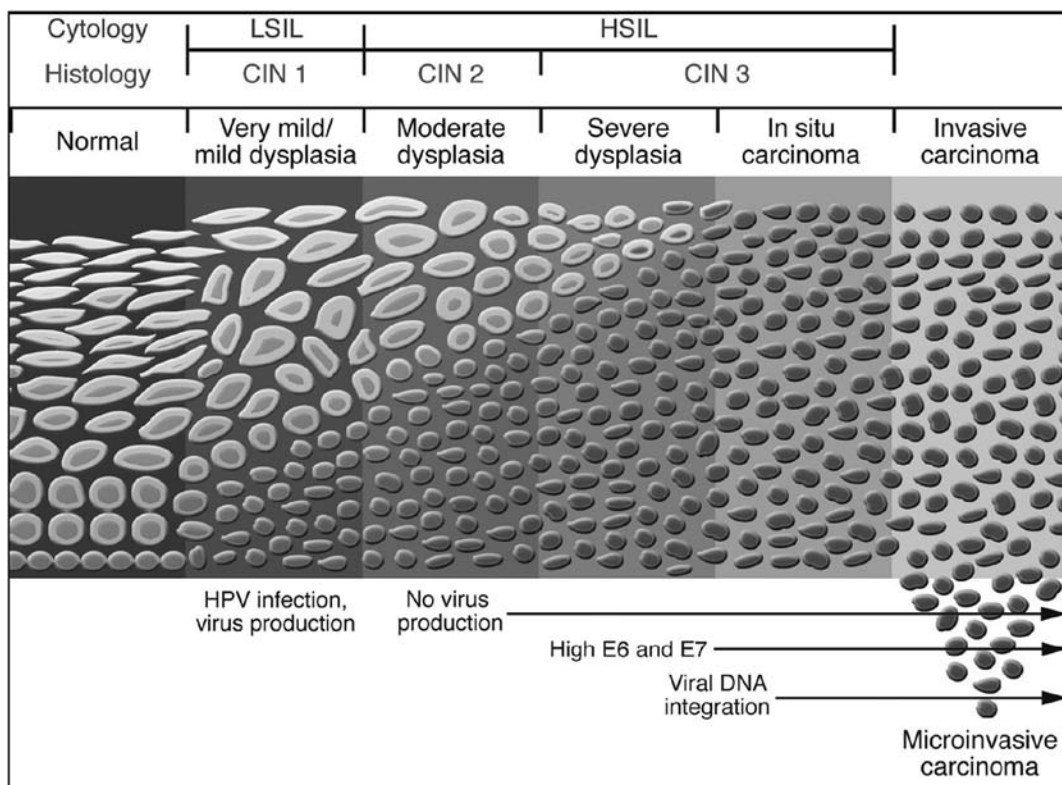 Cytology LSIL HSIL
Histology CIN 1 CIN 2 CIN 3
Normal
Very mild/
mild dysplasia
Moderate
dysplasia
Severe
dysplasia
In situ
carcinoma
Invasive
carcinoma
HPV infection,
virus production
No virus
production
High E6 and E7
Viral DNA
integration
Microinvasive
carcinoma